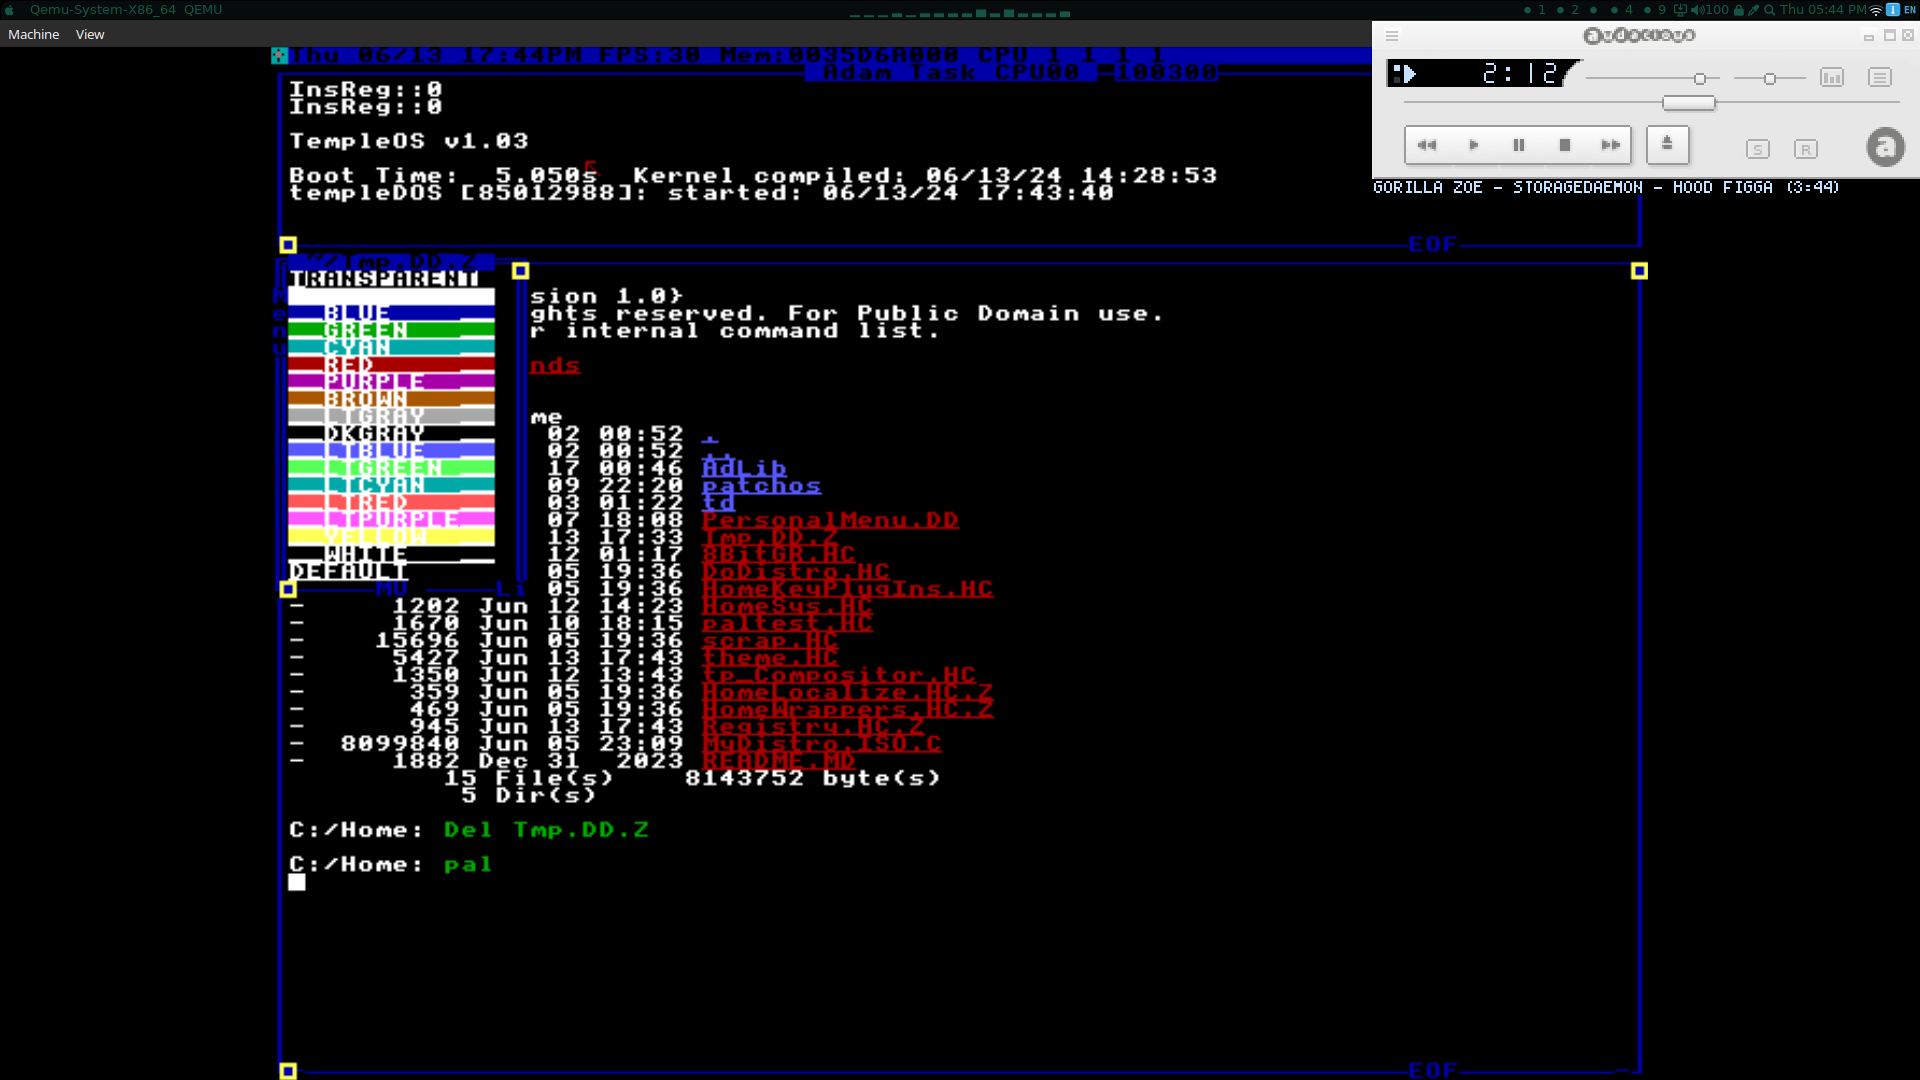 Qemu-System-X86_64 QEMU
1 2 4 9 100 Thu 05:44 PM EN
Machine View
Thu 06/13 17:44PM FPS:30 Mem:0035D6A000 CPU 1 1 1 1
Adam Task CPU00 100300
InsReg::0
InsReg::0
TempleOS v1.03
Boot Time: 5.050s Kernel compiled: 06/13/24 14:28:53
templeDOS [85012988]: started: 06/13/24 17:43:40
EOF
audacious
2:12
S R
a
GORILLA ZOE - STORAGEDAEMON - HOOD FIGGA (3:44)
~/Tmp.DD.Z
Menu
TRANSPARENT
BLUE
GREEN
CYAN
RED
PURPLE
BROWN
LTGRAY
DKGRAY
LTBLUE
LTGREEN
LTCYAN
LTRED
LTPURPLE
YELLOW
WHITE
DEFAULT
MU Li
sion 1.0}
ghts reserved. For Public Domain use.
r internal command list.
nds
me
02 00:52 .
02 00:52 ..
17 00:46 AdLib
09 22:20 patchos
03 01:22 td
07 18:08 PersonalMenu.DD
13 17:33 Tmp.DD.Z
12 01:17 8BitGR.HC
05 19:36 DoDistro.HC
05 19:36 HomeKeyPlugIns.HC
- 1202 Jun 12 14:23 HomeSys.HC
- 1670 Jun 10 18:15 paltest.HC
- 15696 Jun 05 19:36 scrap.HC
- 5427 Jun 13 17:43 theme.HC
- 1350 Jun 12 13:43 tp_Compositor.HC
- 359 Jun 05 19:36 HomeLocalize.HC.Z
- 469 Jun 05 19:36 HomeWrappers.HC.Z
- 945 Jun 13 17:43 Registry.HC.Z
- 8099840 Jun 05 23:09 MyDistro.ISO.C
- 1882 Dec 31 2023 README.MD
15 File(s) 8143752 byte(s)
5 Dir(s)
C:/Home: Del Tmp.DD.Z
C:/Home: pal
EOF